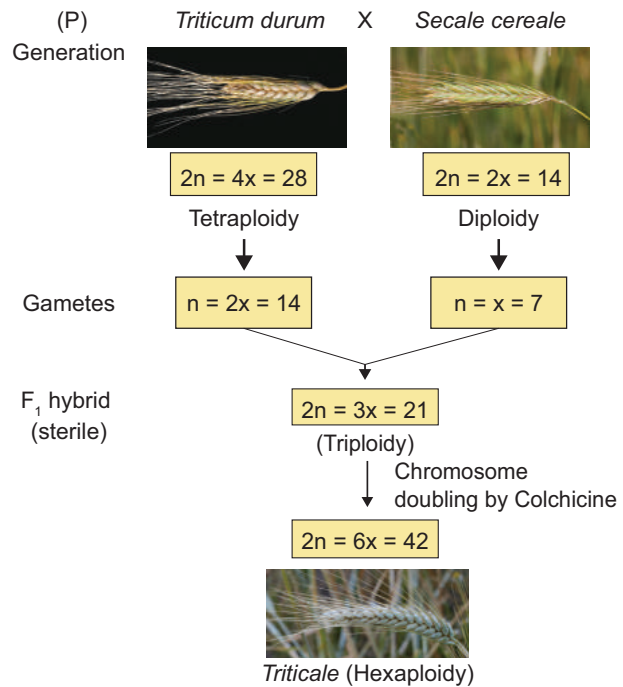 (P) Generation
Triticum durum X Secale cereale
2n = 4x = 28
2n = 2x = 14
Tetraploidy
Diploidy
Gametes
n = 2x = 14
n = x = 7
F₁ hybrid
(sterile)
2n = 3x = 21
(Triploidy)
Chromosome
doubling by Colchicine
2n = 6x = 42
Triticale (Hexaploidy)